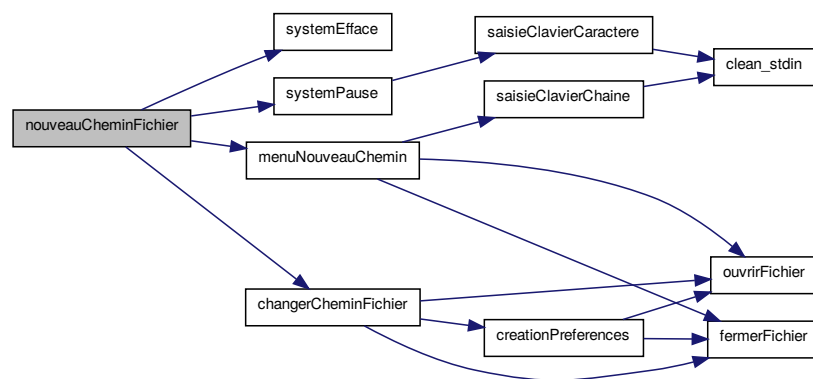 systemEfface
saisieClavierCaractere
clean_stdin
systemPause
saisieClavierChaine
nouveauCheminFichier
menuNouveauChemin
ouvrirFichier
changerCheminFichier
creationPreferences
fermerFichier